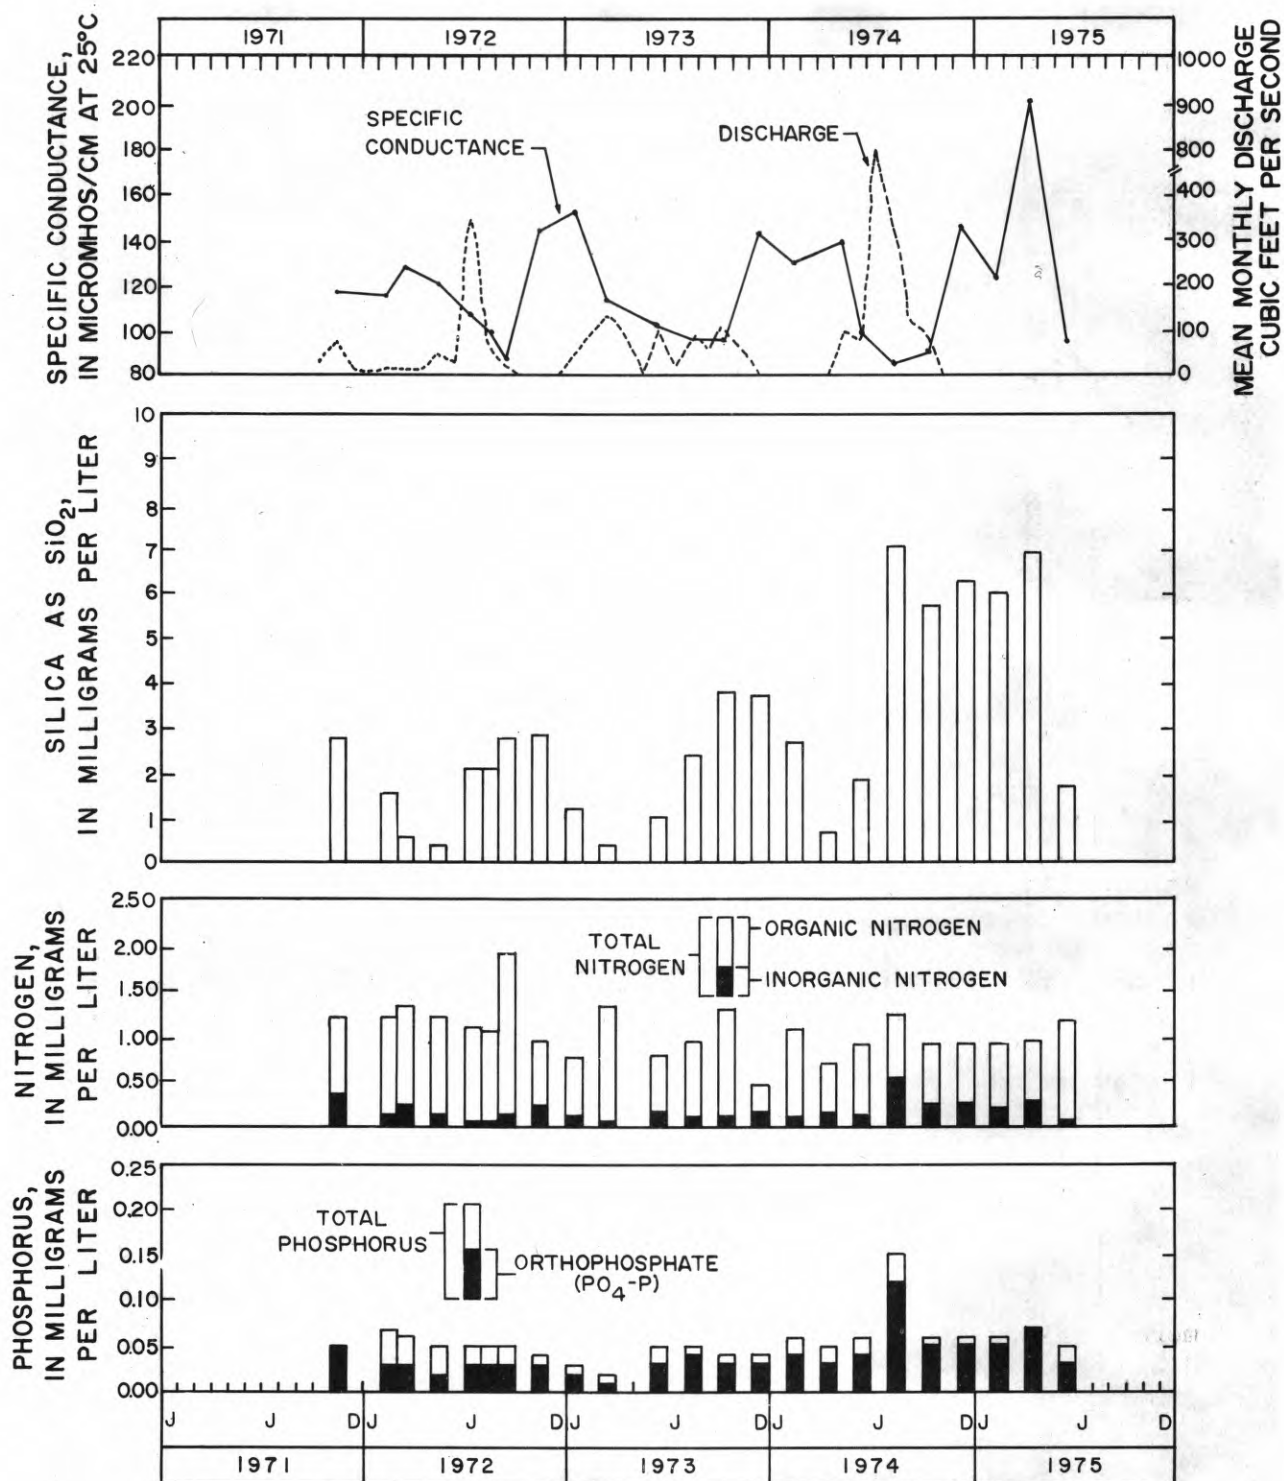 1971 1972 1973 1974 1975
SPECIFIC CONDUCTANCE,
IN MICROMHOS/CM AT 25°C
220
200
180
160
140
120
100
80
SPECIFIC
CONDUCTANCE
DISCHARGE
1000
900
800
400
300
200
100
0
MEAN MONTHLY DISCHARGE
CUBIC FEET PER SECOND
SILICA AS SiO2,
IN MILLIGRAMS PER LITER
10
9
8
7
6
5
4
3
2
1
0
NITROGEN,
IN MILLIGRAMS
PER LITER
2.50
2.00
1.50
1.00
0.50
0.00
TOTAL
NITROGEN
ORGANIC NITROGEN
INORGANIC NITROGEN
PHOSPHORUS,
IN MILLIGRAMS
PER LITER
0.25
0.20
0.15
0.10
0.05
0.00
TOTAL
PHOSPHORUS
ORTHOPHOSPHATE
(PO4-P)
J J D J J D J J D J J D J J D
1971 1972 1973 1974 1975